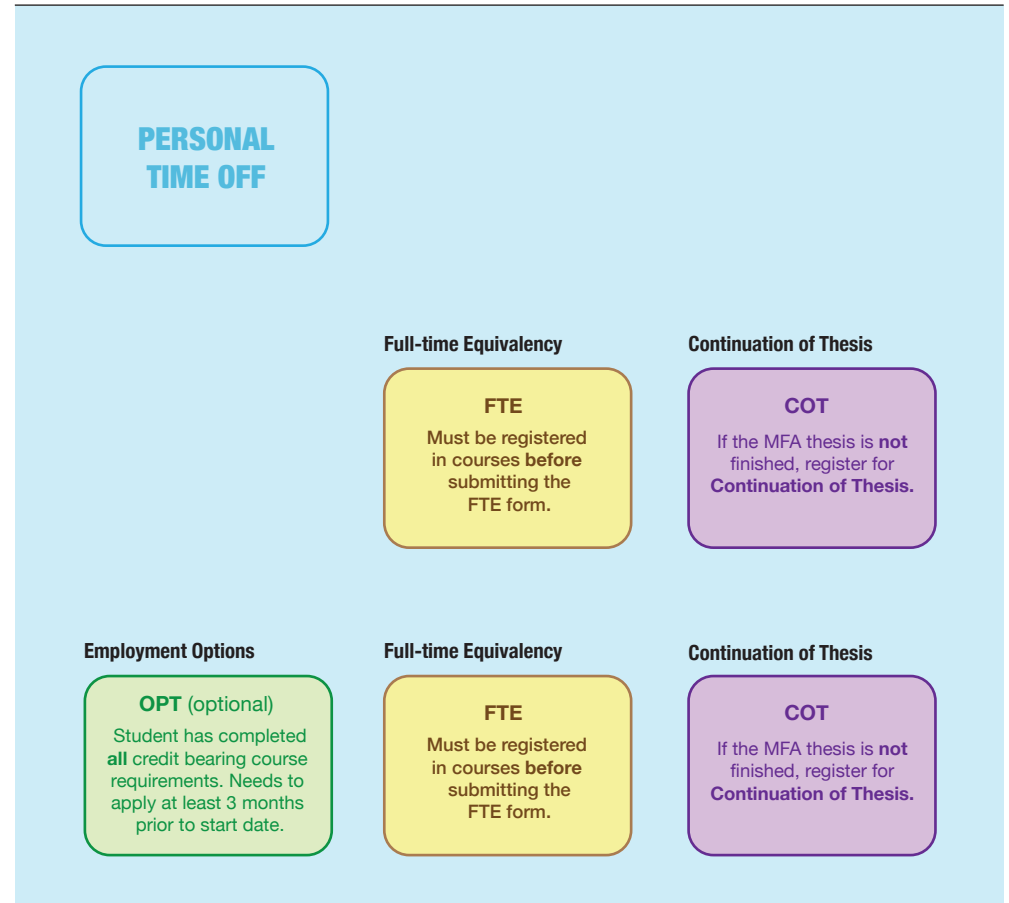 PERSONAL
TIME OFF
Full-time Equivalency
FTE
Must be registered
in courses before
submitting the
FTE form.
Continuation of Thesis
COT
If the MFA thesis is not
finished, register for
Continuation of Thesis.
Employment Options
OPT (optional)
Student has completed
all credit bearing course
requirements. Needs to
apply at least 3 months
prior to start date.
Full-time Equivalency
FTE
Must be registered
in courses before
submitting the
FTE form.
Continuation of Thesis
COT
If the MFA thesis is not
finished, register for
Continuation of Thesis.